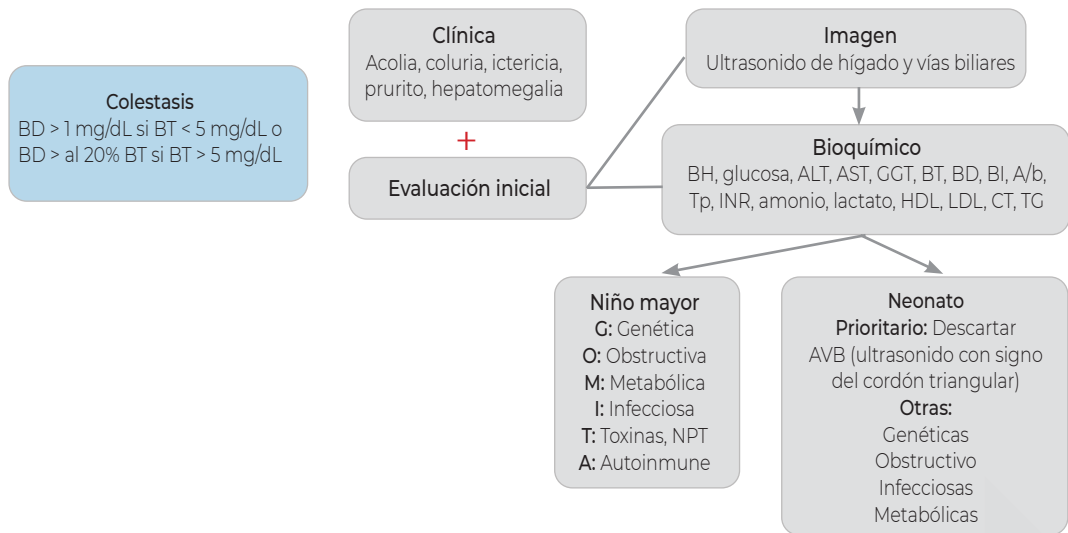 Colestasis
BD > 1 mg/dL si BT < 5 mg/dL o
BD > al 20% BT si BT > 5 mg/dL
Clínica
Acolia, coluria, ictericia,
prurito, hepatomegalia
+
Evaluación inicial
Imagen
Ultrasonido de hígado y vías biliares
Bioquímico
BH, glucosa, ALT, AST, GGT, BT, BD, BI, A/b,
Tp, INR, amonio, lactato, HDL, LDL, CT, TG
Niño mayor
G: Genética
O: Obstructiva
M: Metabólica
I: Infecciosa
T: Toxinas, NPT
A: Autoinmune
Neonato
Prioritario: Descartar
AVB (ultrasonido con signo
del cordón triangular)
Otras:
Genéticas
Obstructivo
Infecciosas
Metabólicas